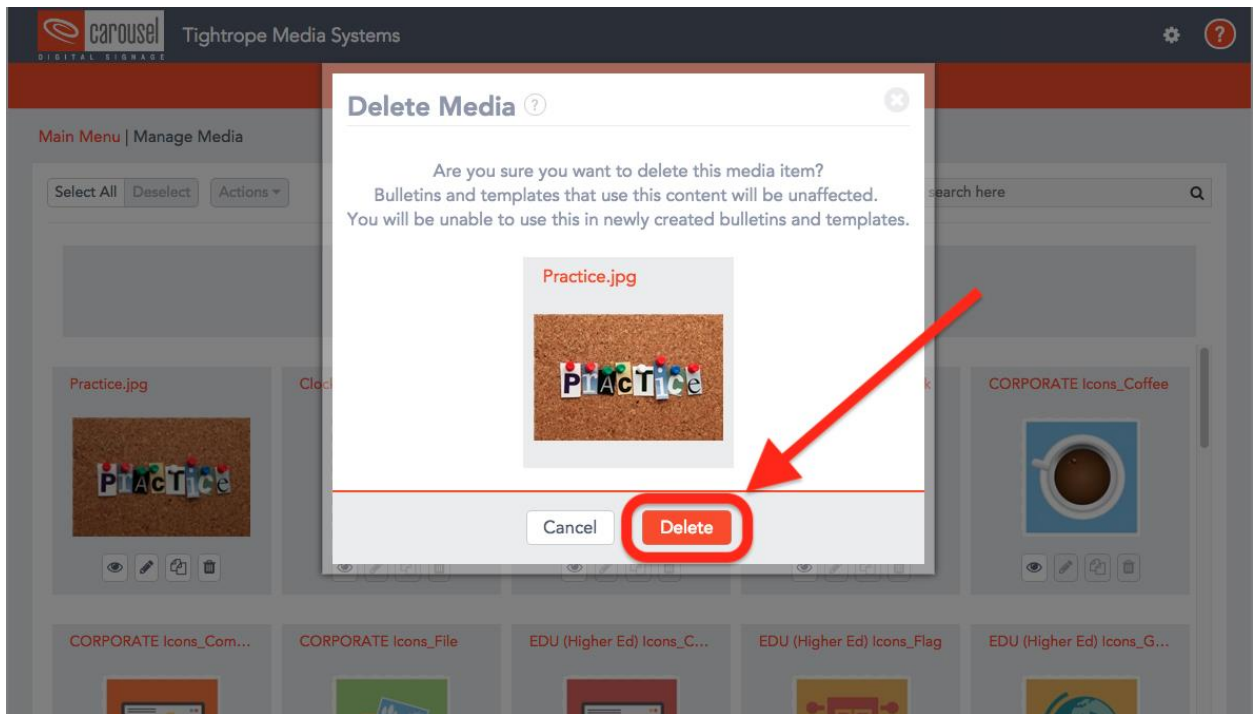 carousel
DIGITAL SIGNAGE
Tightrope Media Systems
?
Main Menu | Manage Media
Select All Deselect Actions
search here
Delete Media ?
Are you sure you want to delete this media item?
Bulletins and templates that use this content will be unaffected.
You will be unable to use this in newly created bulletins and templates.
Practice.jpg
PrAcTice
Cancel Delete
Practice.jpg
CORPORATE Icons_Coffee
PrAcTice
CORPORATE Icons_Com...
CORPORATE Icons_File
EDU (Higher Ed) Icons_C...
EDU (Higher Ed) Icons_Flag
EDU (Higher Ed) Icons_G...